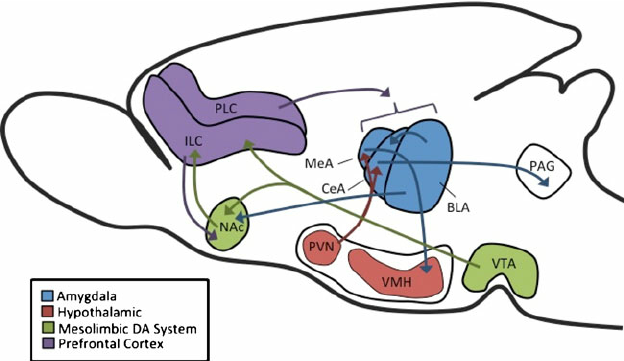 PLC
ILC
MeA
CeA
BLA
PAG
NAc
PVN
VMH
VTA
Amygdala
Hypothalamic
Mesolimbic DA System
Prefrontal Cortex